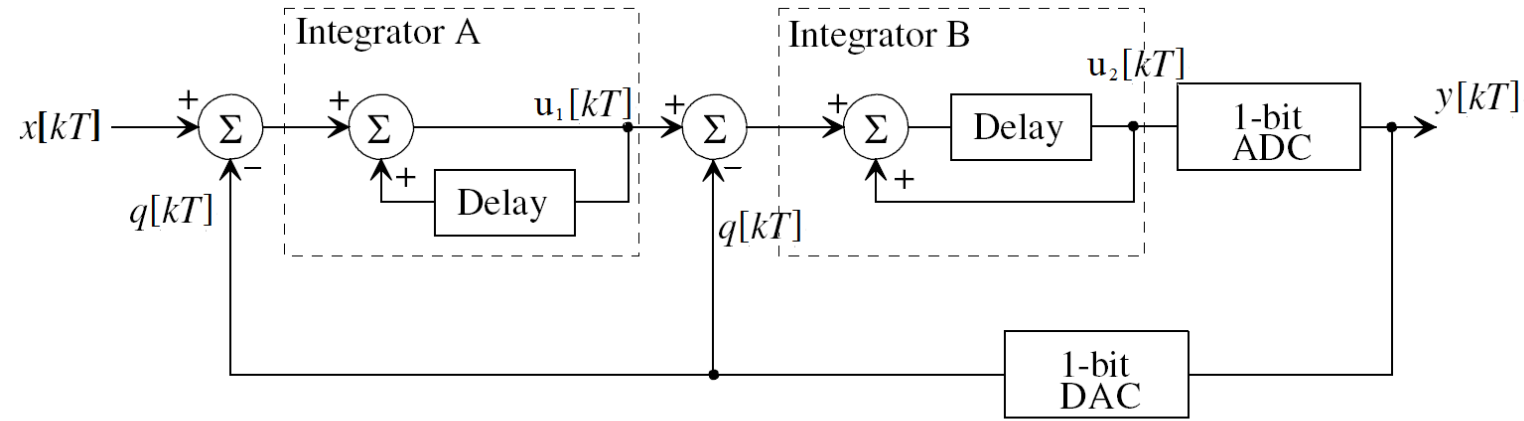 Integrator A
Integrator B
x[kT]
+
Σ
−
q[kT]
+
Σ
+
Delay
u₁[kT]
+
Σ
−
q[kT]
+
Σ
+
Delay
u₂[kT]
1-bit
ADC
y[kT]
1-bit
DAC